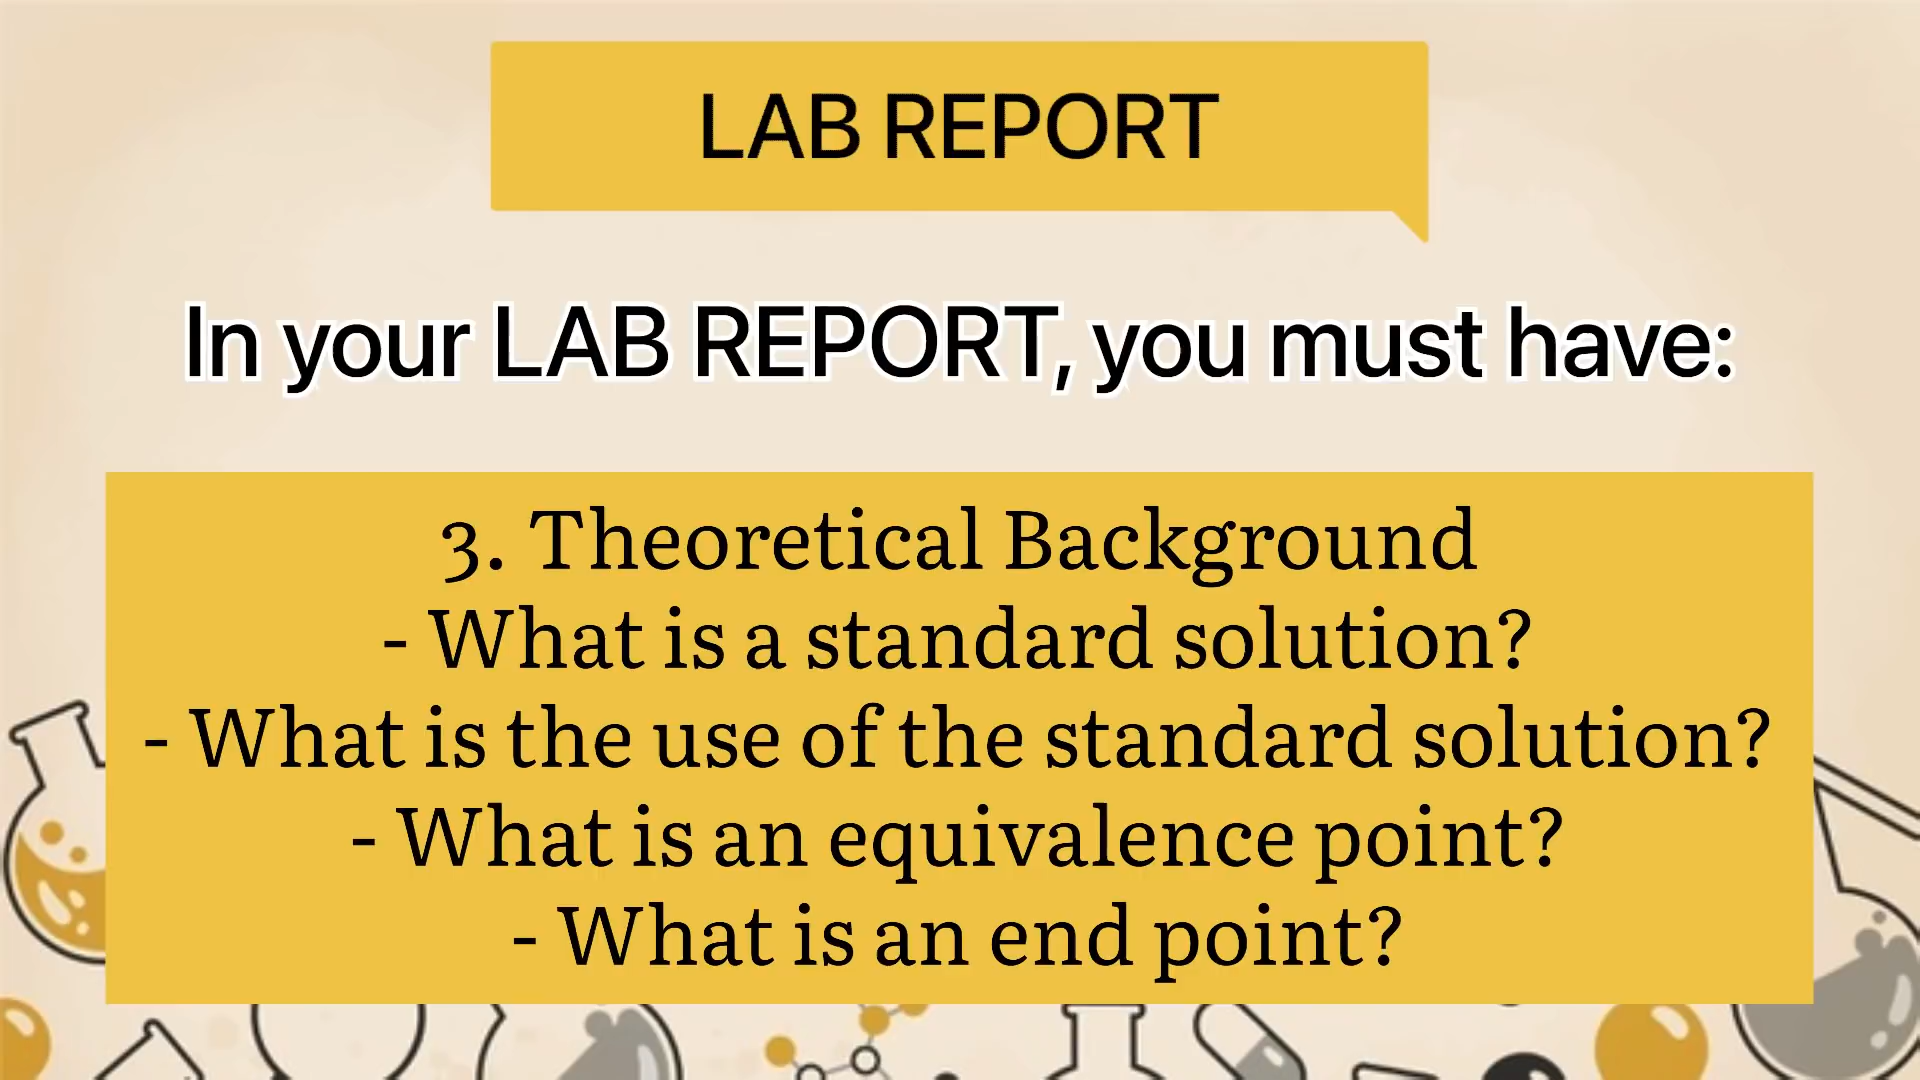 LAB REPORT
In your LAB REPORT, you must have:
3. Theoretical Background
- What is a standard solution?
- What is the use of the standard solution?
- What is an equivalence point?
- What is an end point?